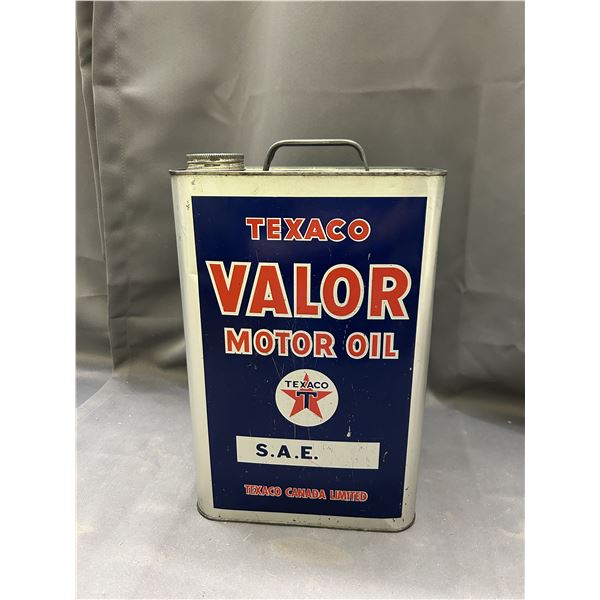 TEXACO
VALOR
MOTOR OIL
TEXACO
T
S.A.E.
TEXACO CANADA LIMITED